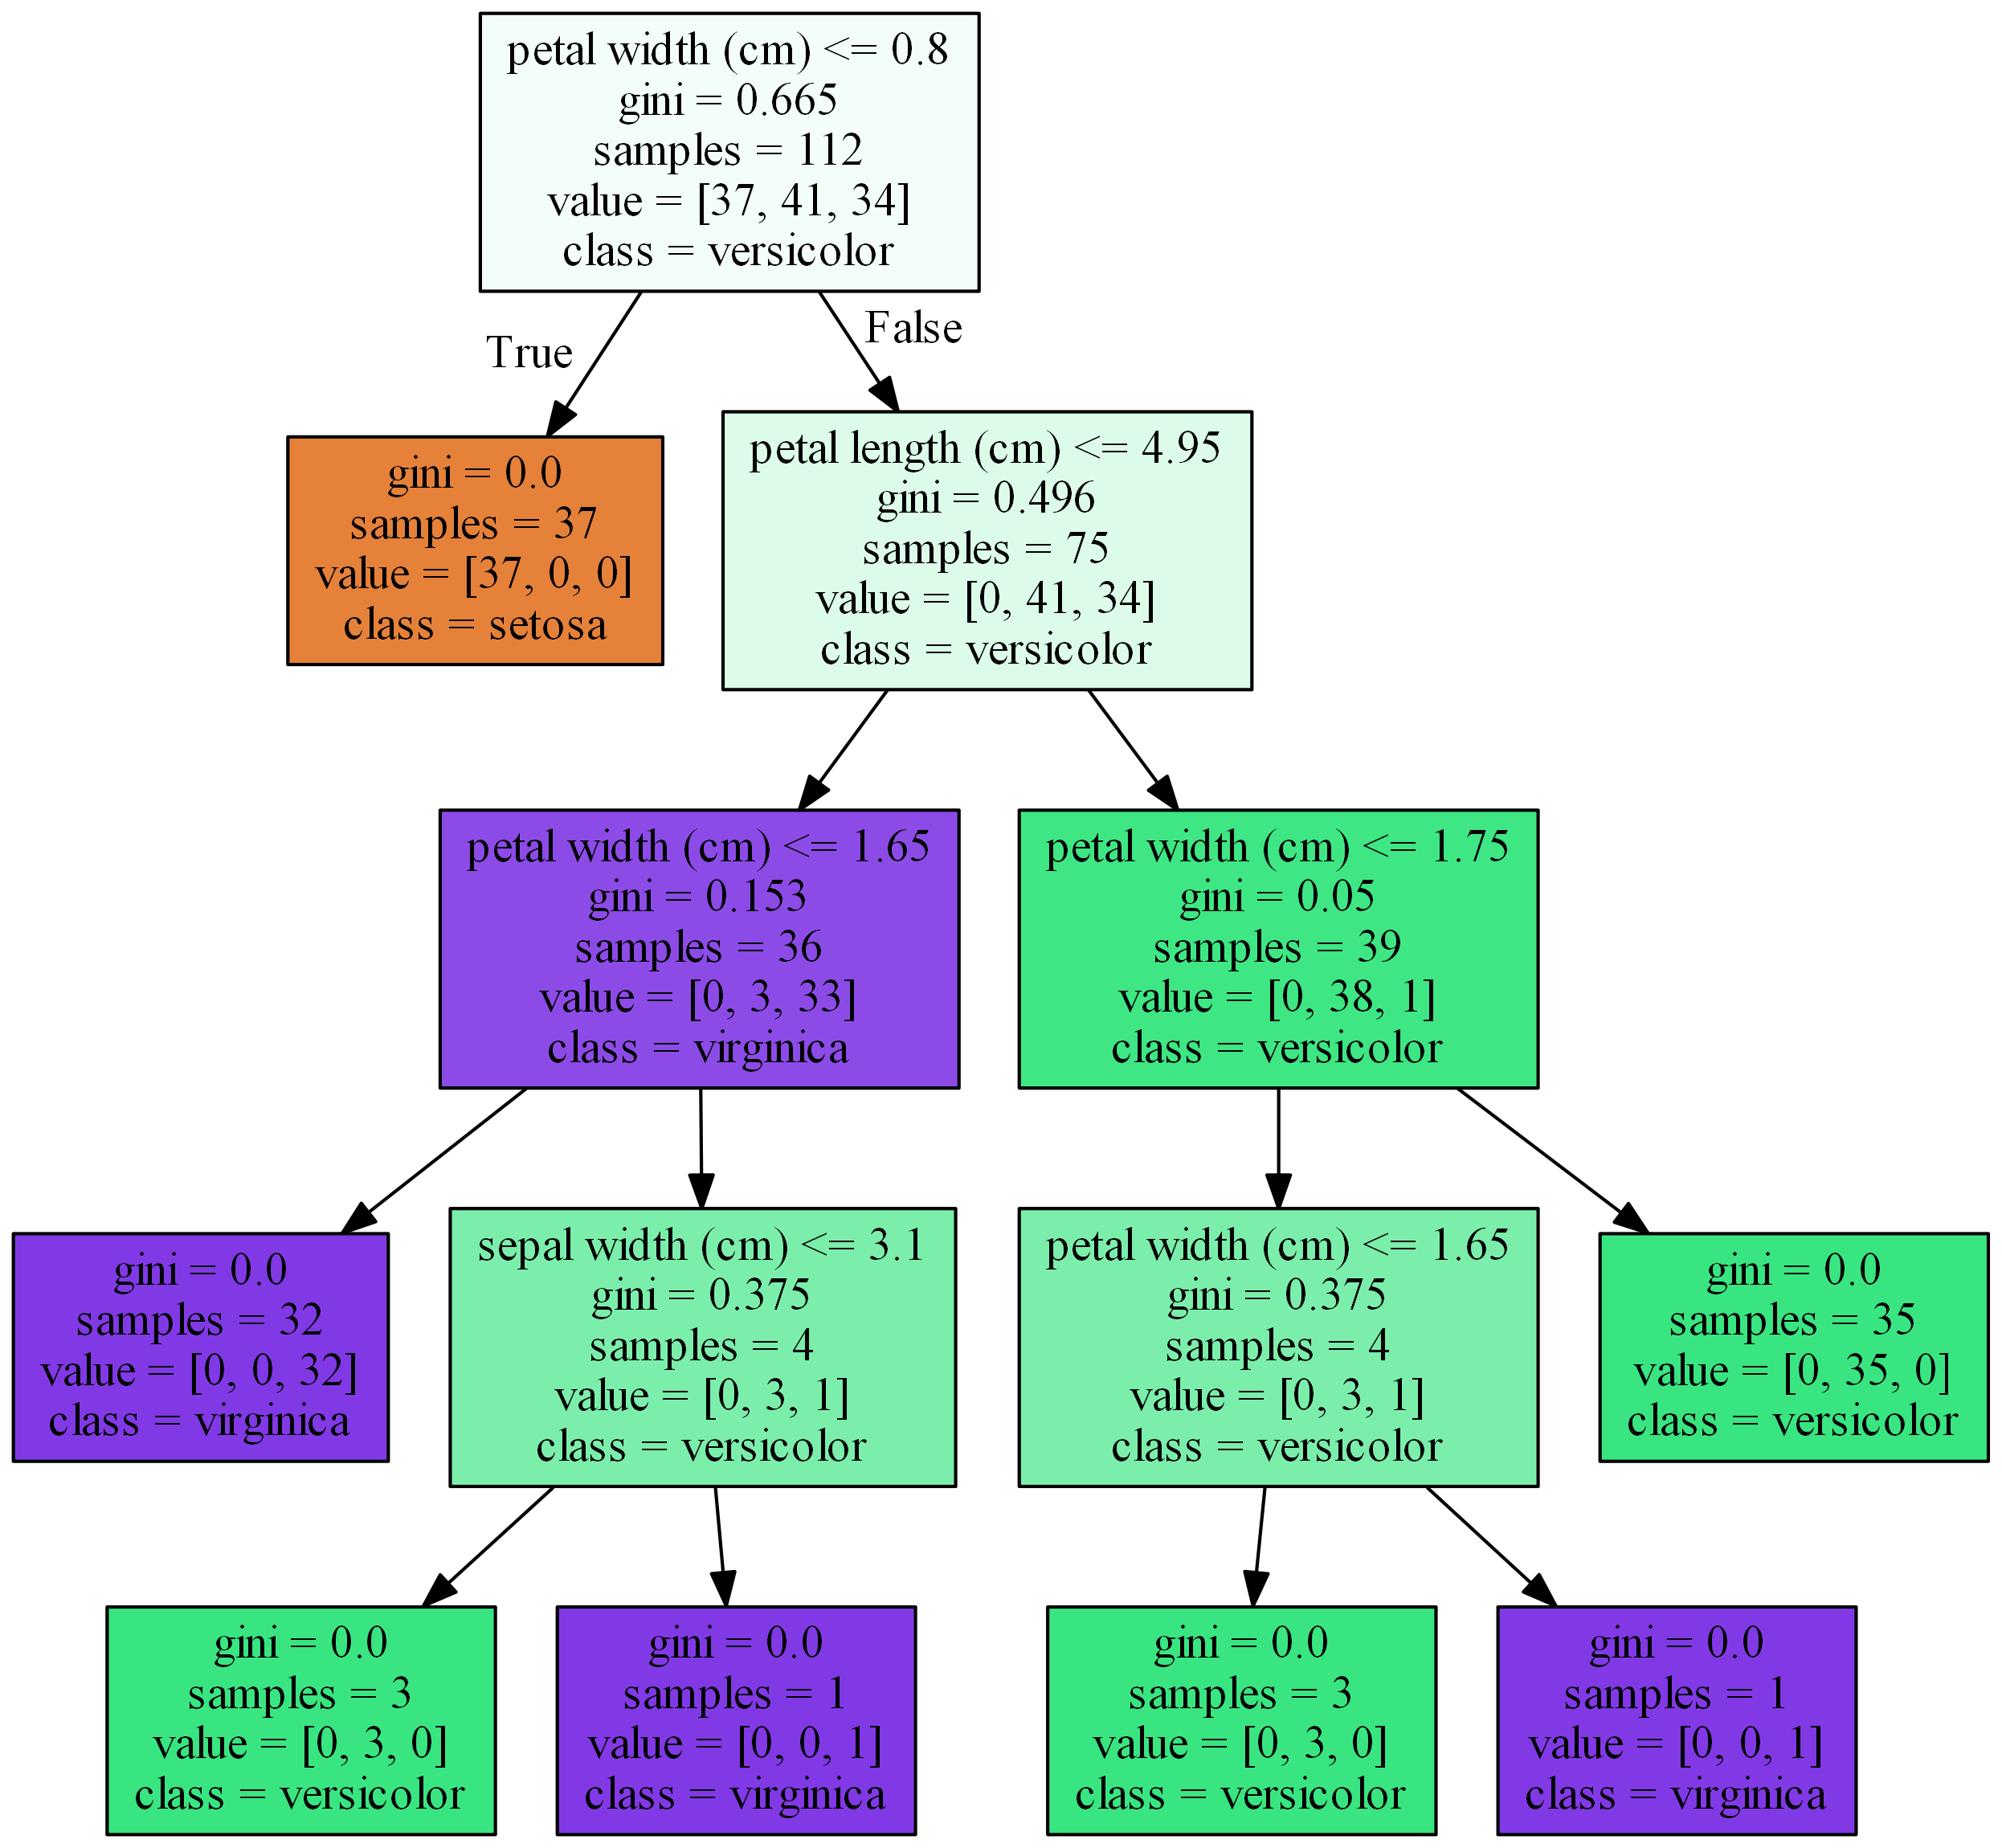 petal width (cm) <= 0.8
gini = 0.665
samples = 112
value = [37, 41, 34]
class = versicolor
True
False
gini = 0.0
samples = 37
value = [37, 0, 0]
class = setosa
petal length (cm) <= 4.95
gini = 0.496
samples = 75
value = [0, 41, 34]
class = versicolor
petal width (cm) <= 1.65
gini = 0.153
samples = 36
value = [0, 3, 33]
class = virginica
petal width (cm) <= 1.75
gini = 0.05
samples = 39
value = [0, 38, 1]
class = versicolor
gini = 0.0
samples = 32
value = [0, 0, 32]
class = virginica
sepal width (cm) <= 3.1
gini = 0.375
samples = 4
value = [0, 3, 1]
class = versicolor
petal width (cm) <= 1.65
gini = 0.375
samples = 4
value = [0, 3, 1]
class = versicolor
gini = 0.0
samples = 35
value = [0, 35, 0]
class = versicolor
gini = 0.0
samples = 3
value = [0, 3, 0]
class = versicolor
gini = 0.0
samples = 1
value = [0, 0, 1]
class = virginica
gini = 0.0
samples = 3
value = [0, 3, 0]
class = versicolor
gini = 0.0
samples = 1
value = [0, 0, 1]
class = virginica